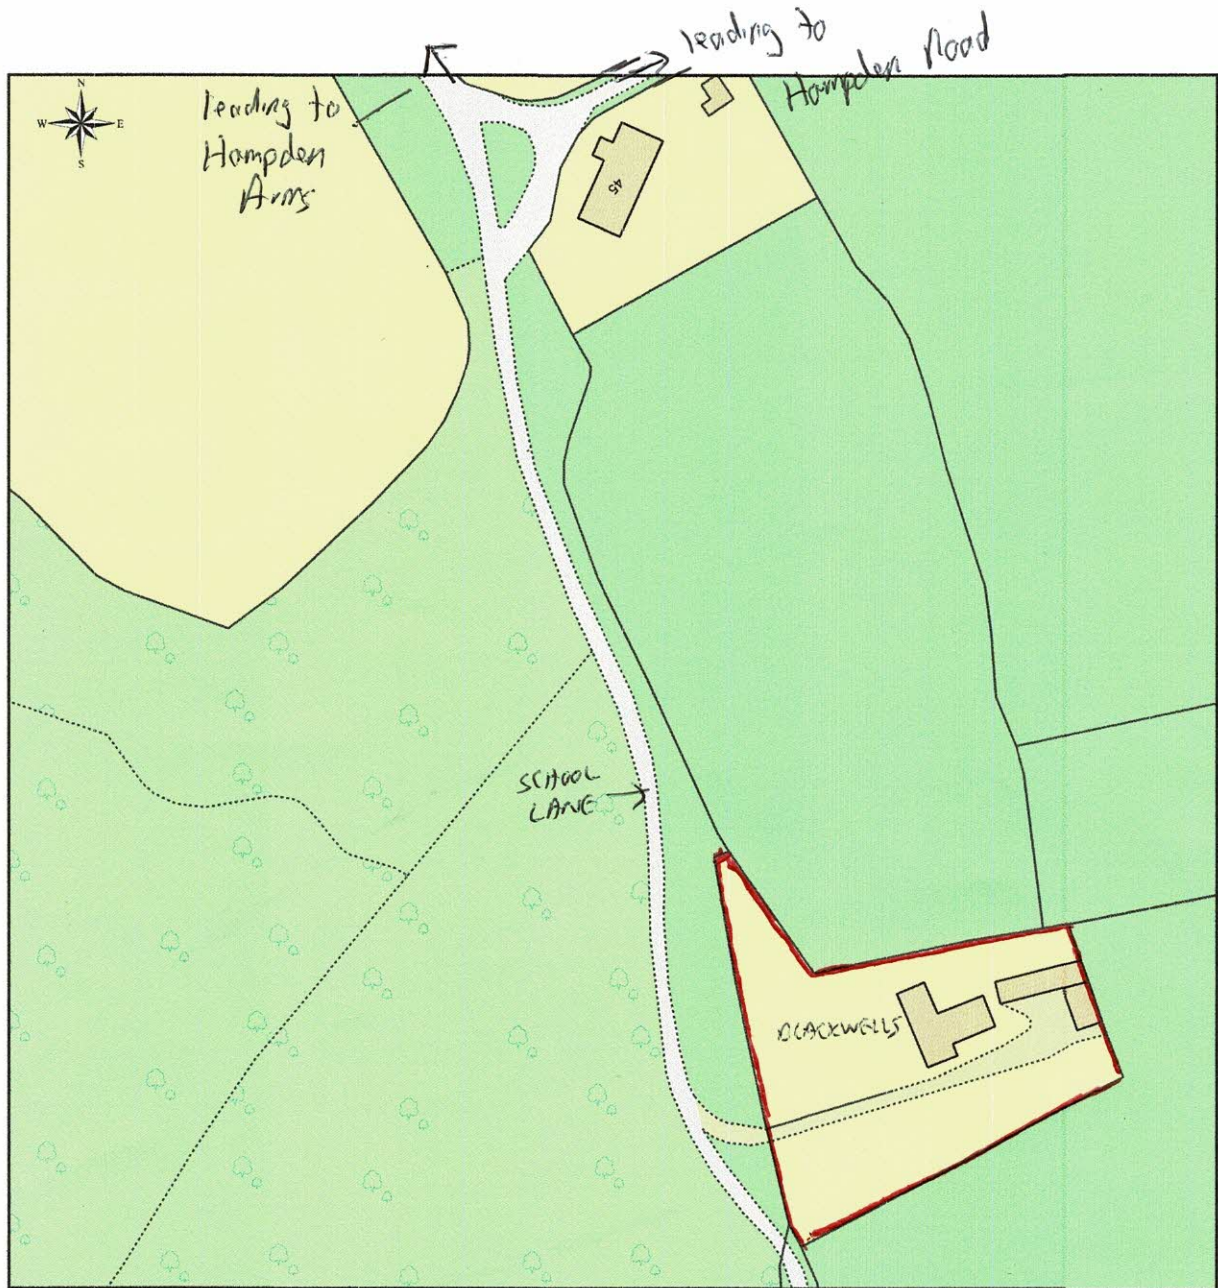 leading to
Hampden Road
N
W E
S
leading to
Hampden
Arms
45
SCHOOL
LANE
BLACKWELLS